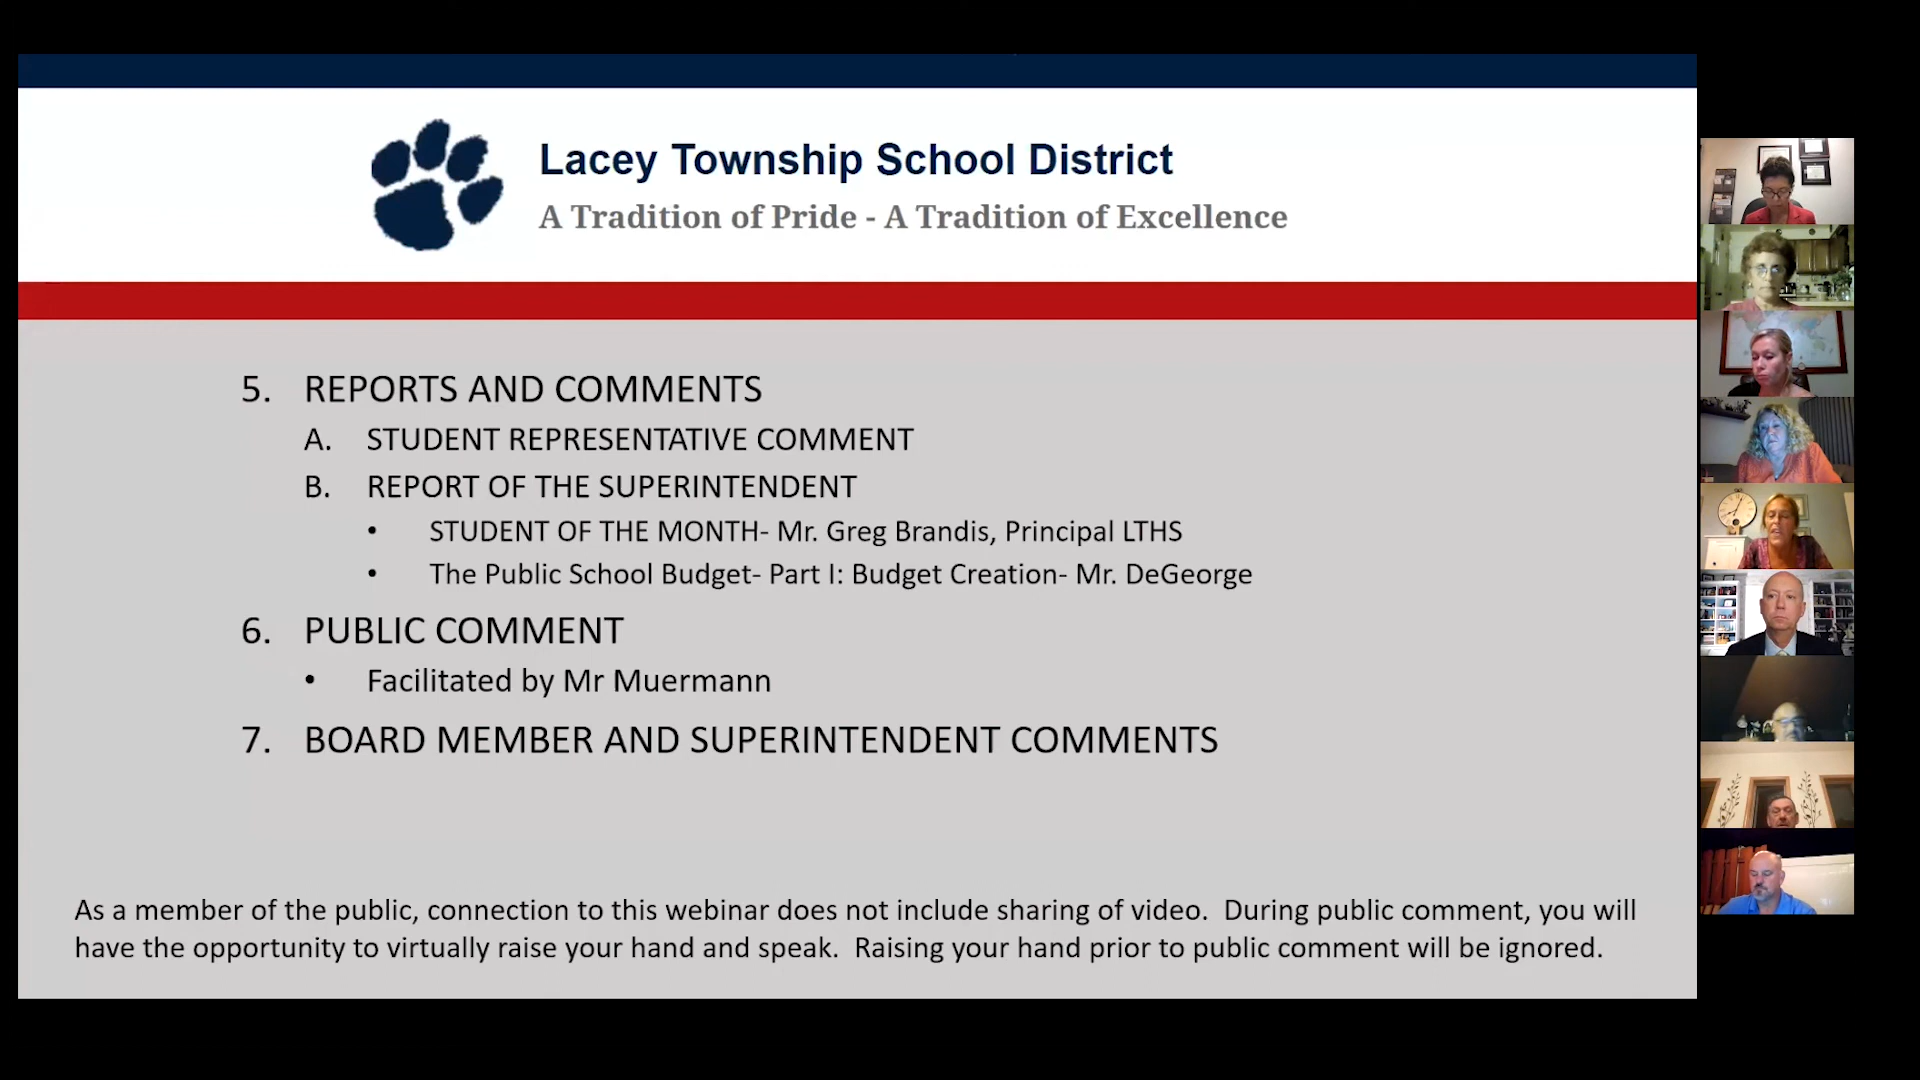 Lacey Township School District
A Tradition of Pride - A Tradition of Excellence
5. REPORTS AND COMMENTS
A. STUDENT REPRESENTATIVE COMMENT
B. REPORT OF THE SUPERINTENDENT
• STUDENT OF THE MONTH- Mr. Greg Brandis, Principal LTHS
• The Public School Budget- Part I: Budget Creation- Mr. DeGeorge
6. PUBLIC COMMENT
• Facilitated by Mr Muermann
7. BOARD MEMBER AND SUPERINTENDENT COMMENTS
As a member of the public, connection to this webinar does not include sharing of video.  During public comment, you will
have the opportunity to virtually raise your hand and speak.  Raising your hand prior to public comment will be ignored.